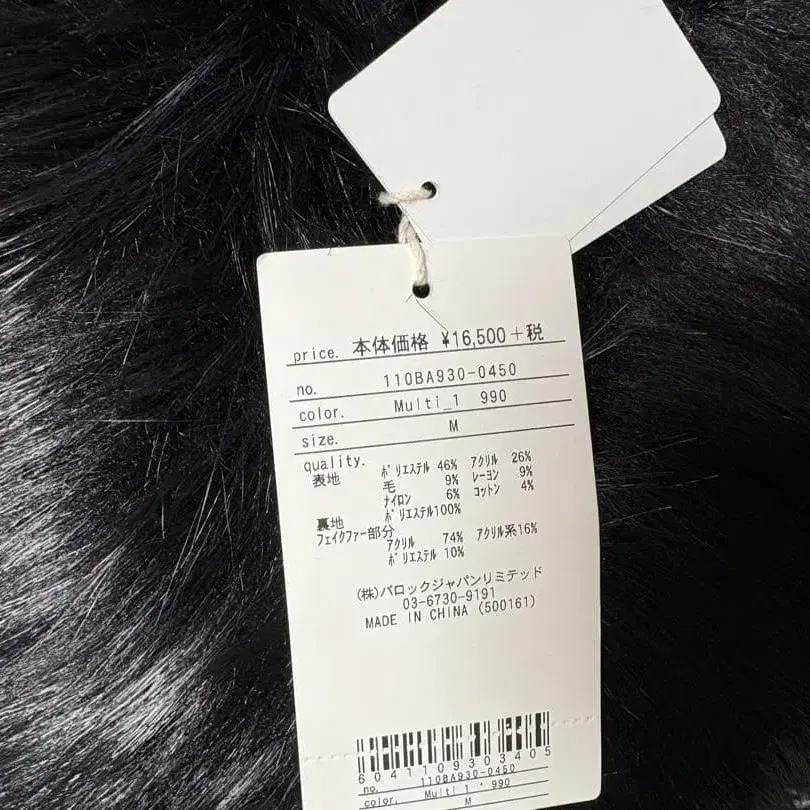 price. 本体価格 ¥16,500+税
no. 110BA930-0450
color. Multi_1 990
size. M
quality.
表地 ポリエステル 46% アクリル 26%
毛 9% レーヨン 9%
ナイロン 6% コットン 4%
裏地 ポリエステル100%
フェイクファー部分
アクリル 74% アクリル系16%
ポリエステル 10%
(株)バロックジャパンリミテッド
03-6730-9191
MADE IN CHINA (500161)
6041109303405
no. 110BA930-0450
color. Multi_1 990
M